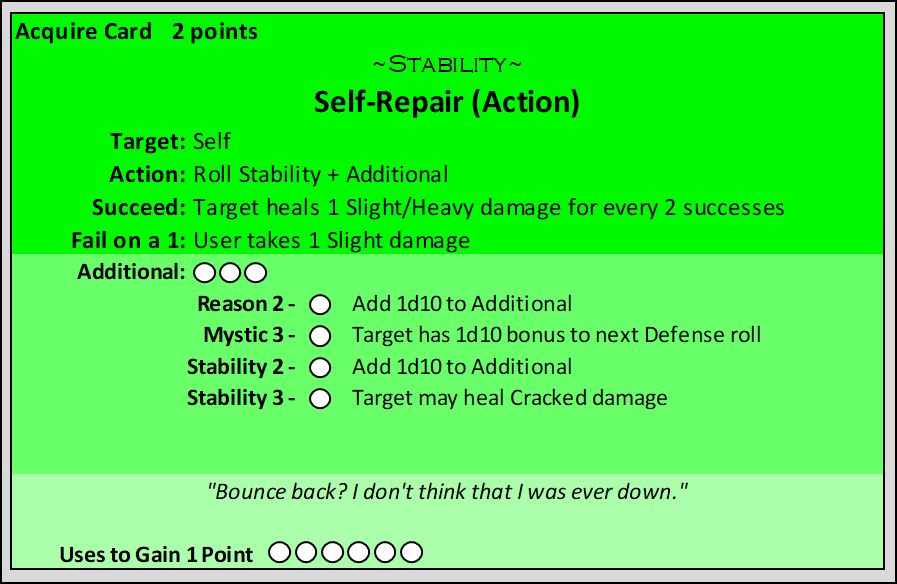 Acquire Card 2 points
~STABILITY~
Self-Repair (Action)
Target: Self
Action: Roll Stability + Additional
Succeed: Target heals 1 Slight/Heavy damage for every 2 successes
Fail on a 1: User takes 1 Slight damage
Additional:
Reason 2 - Add 1d10 to Additional
Mystic 3 - Target has 1d10 bonus to next Defense roll
Stability 2 - Add 1d10 to Additional
Stability 3 - Target may heal Cracked damage
"Bounce back? I don't think that I was ever down."
Uses to Gain 1 Point